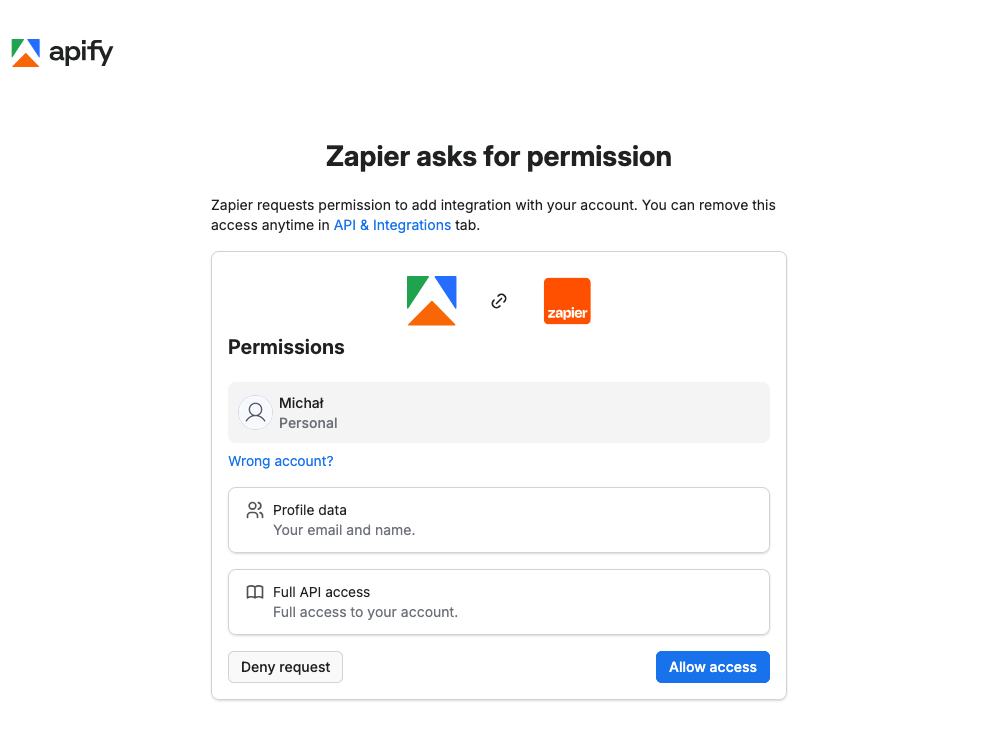 apify
Zapier asks for permission
Zapier requests permission to add integration with your account. You can remove this
access anytime in API & Integrations tab.
zapier
Permissions
Michał
Personal
Wrong account?
Profile data
Your email and name.
Full API access
Full access to your account.
Deny request
Allow access